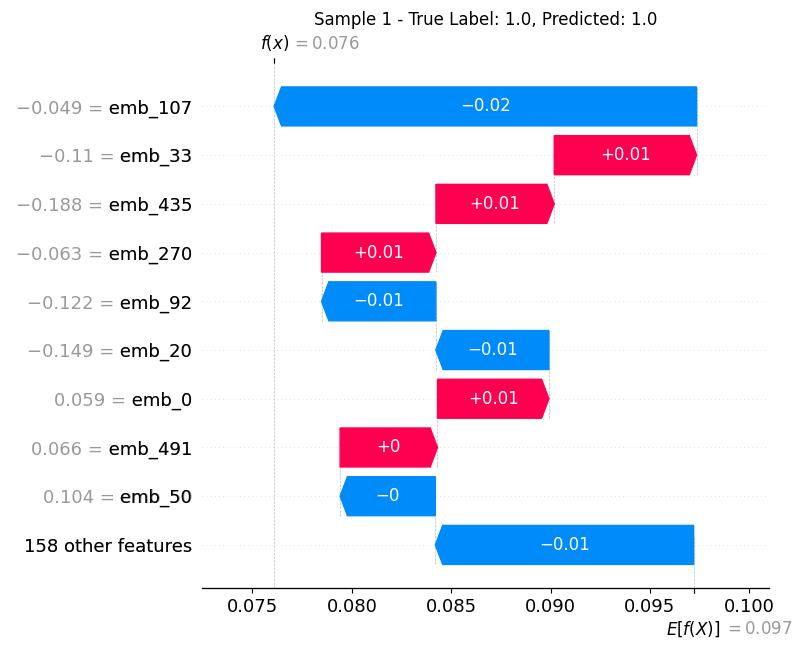 Sample 1 - True Label: 1.0, Predicted: 1.0
f(x) = 0.076
−0.049 = emb_107 −0.02
−0.11 = emb_33 +0.01
−0.188 = emb_435 +0.01
−0.063 = emb_270 +0.01
−0.122 = emb_92 −0.01
−0.149 = emb_20 −0.01
0.059 = emb_0 +0.01
0.066 = emb_491 +0
0.104 = emb_50 −0
158 other features −0.01
0.075 0.080 0.085 0.090 0.095 0.100
E[f(X)] = 0.097